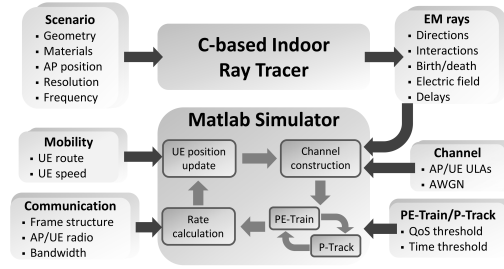 Scenario
▪ Geometry
▪ Materials
▪ AP position
▪ Resolution
▪ Frequency
C-based Indoor
Ray Tracer
EM rays
▪ Directions
▪ Interactions
▪ Birth/death
▪ Electric field
▪ Delays
Matlab Simulator
Mobility
▪ UE route
▪ UE speed
UE position
update
Channel
construction
Channel
▪ AP/UE ULAs
▪ AWGN
Communication
▪ Frame structure
▪ AP/UE radio
▪ Bandwidth
Rate
calculation
PE-Train
P-Track
PE-Train/P-Track
▪ QoS threshold
▪ Time threshold